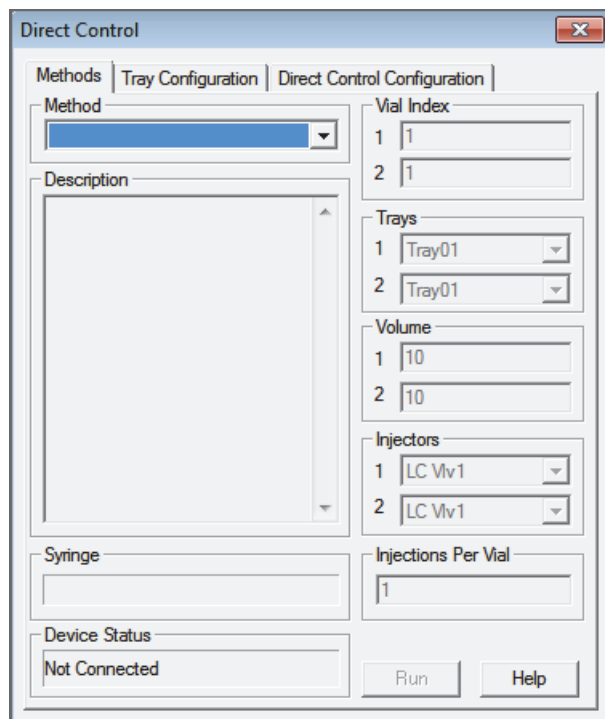 Direct Control
Methods Tray Configuration Direct Control Configuration
Method
Description
Syringe
Device Status
Not Connected
Vial Index
1 1
2 1
Trays
1 Tray01
2 Tray01
Volume
1 10
2 10
Injectors
1 LC Vlv1
2 LC Vlv1
Injections Per Vial
1
Run Help